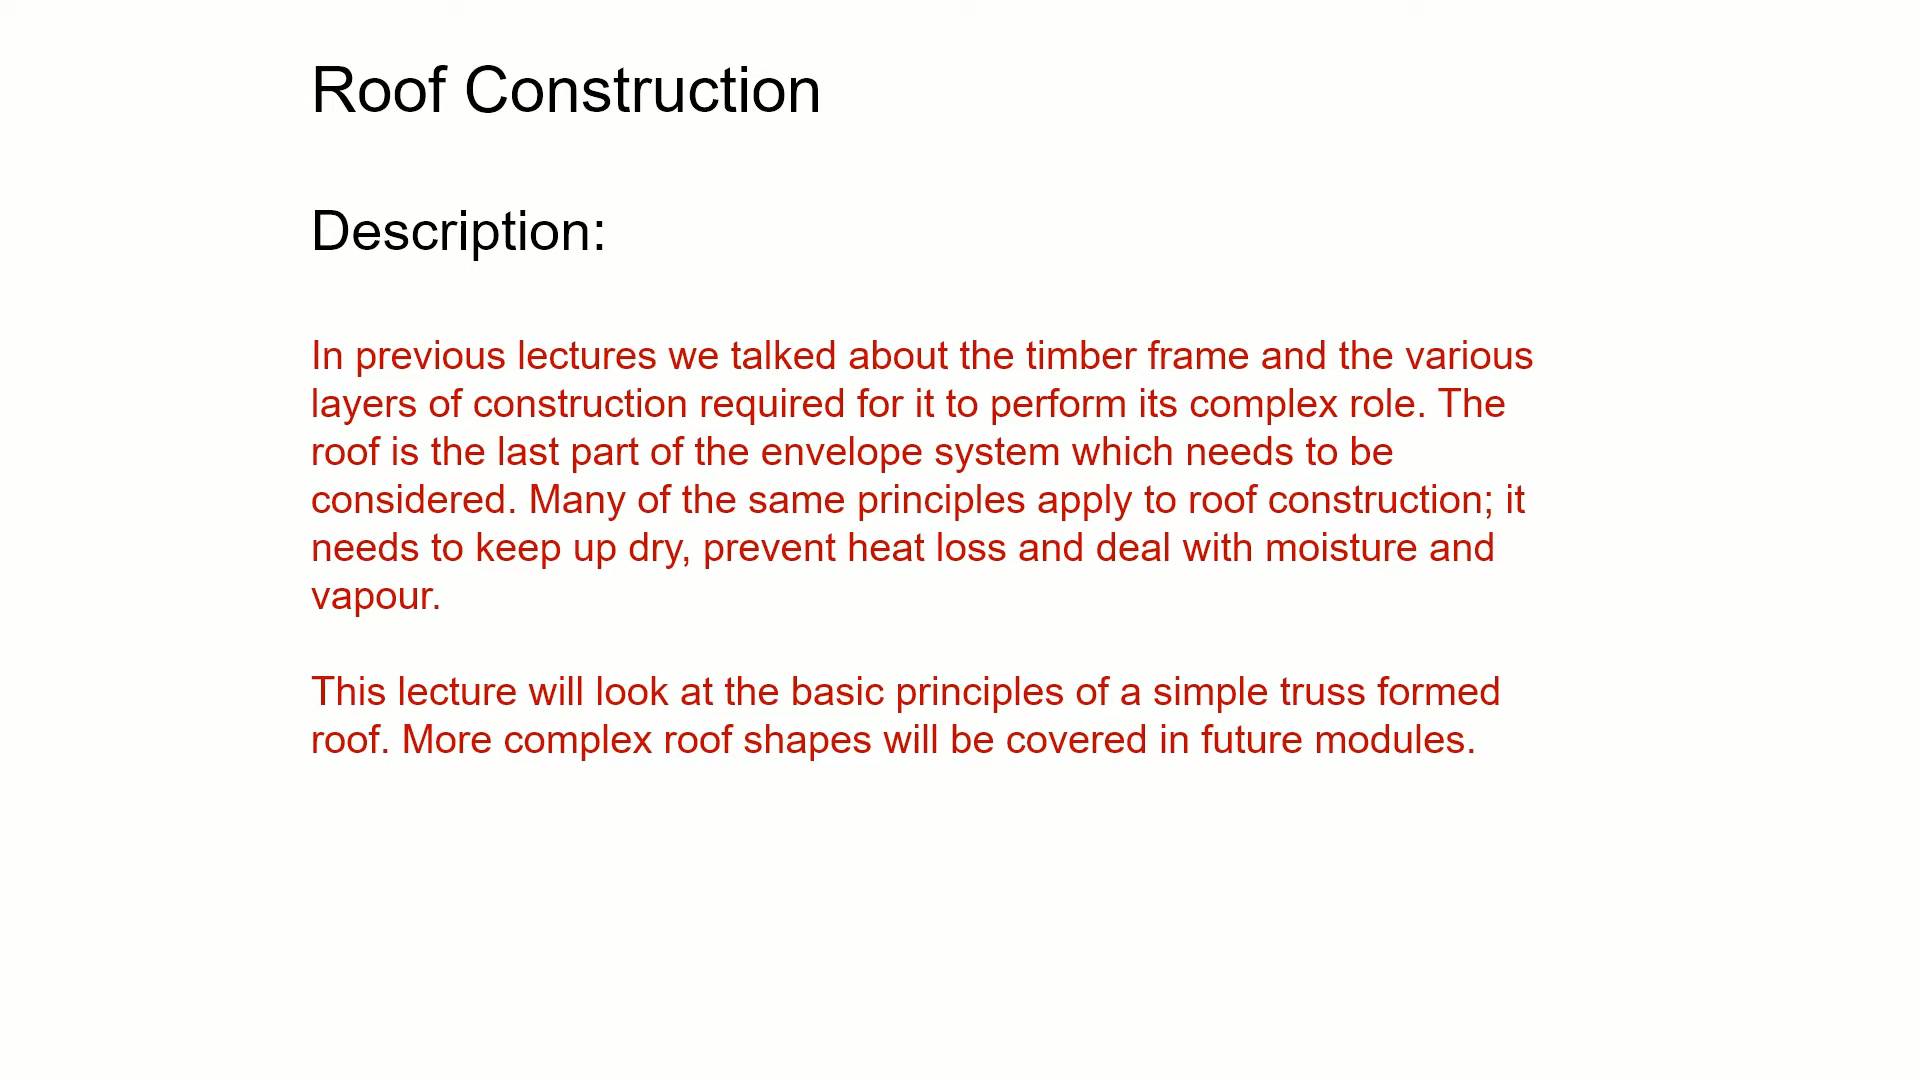 Roof Construction
Description:
In previous lectures we talked about the timber frame and the various
layers of construction required for it to perform its complex role. The
roof is the last part of the envelope system which needs to be
considered. Many of the same principles apply to roof construction; it
needs to keep up dry, prevent heat loss and deal with moisture and
vapour.
This lecture will look at the basic principles of a simple truss formed
roof. More complex roof shapes will be covered in future modules.